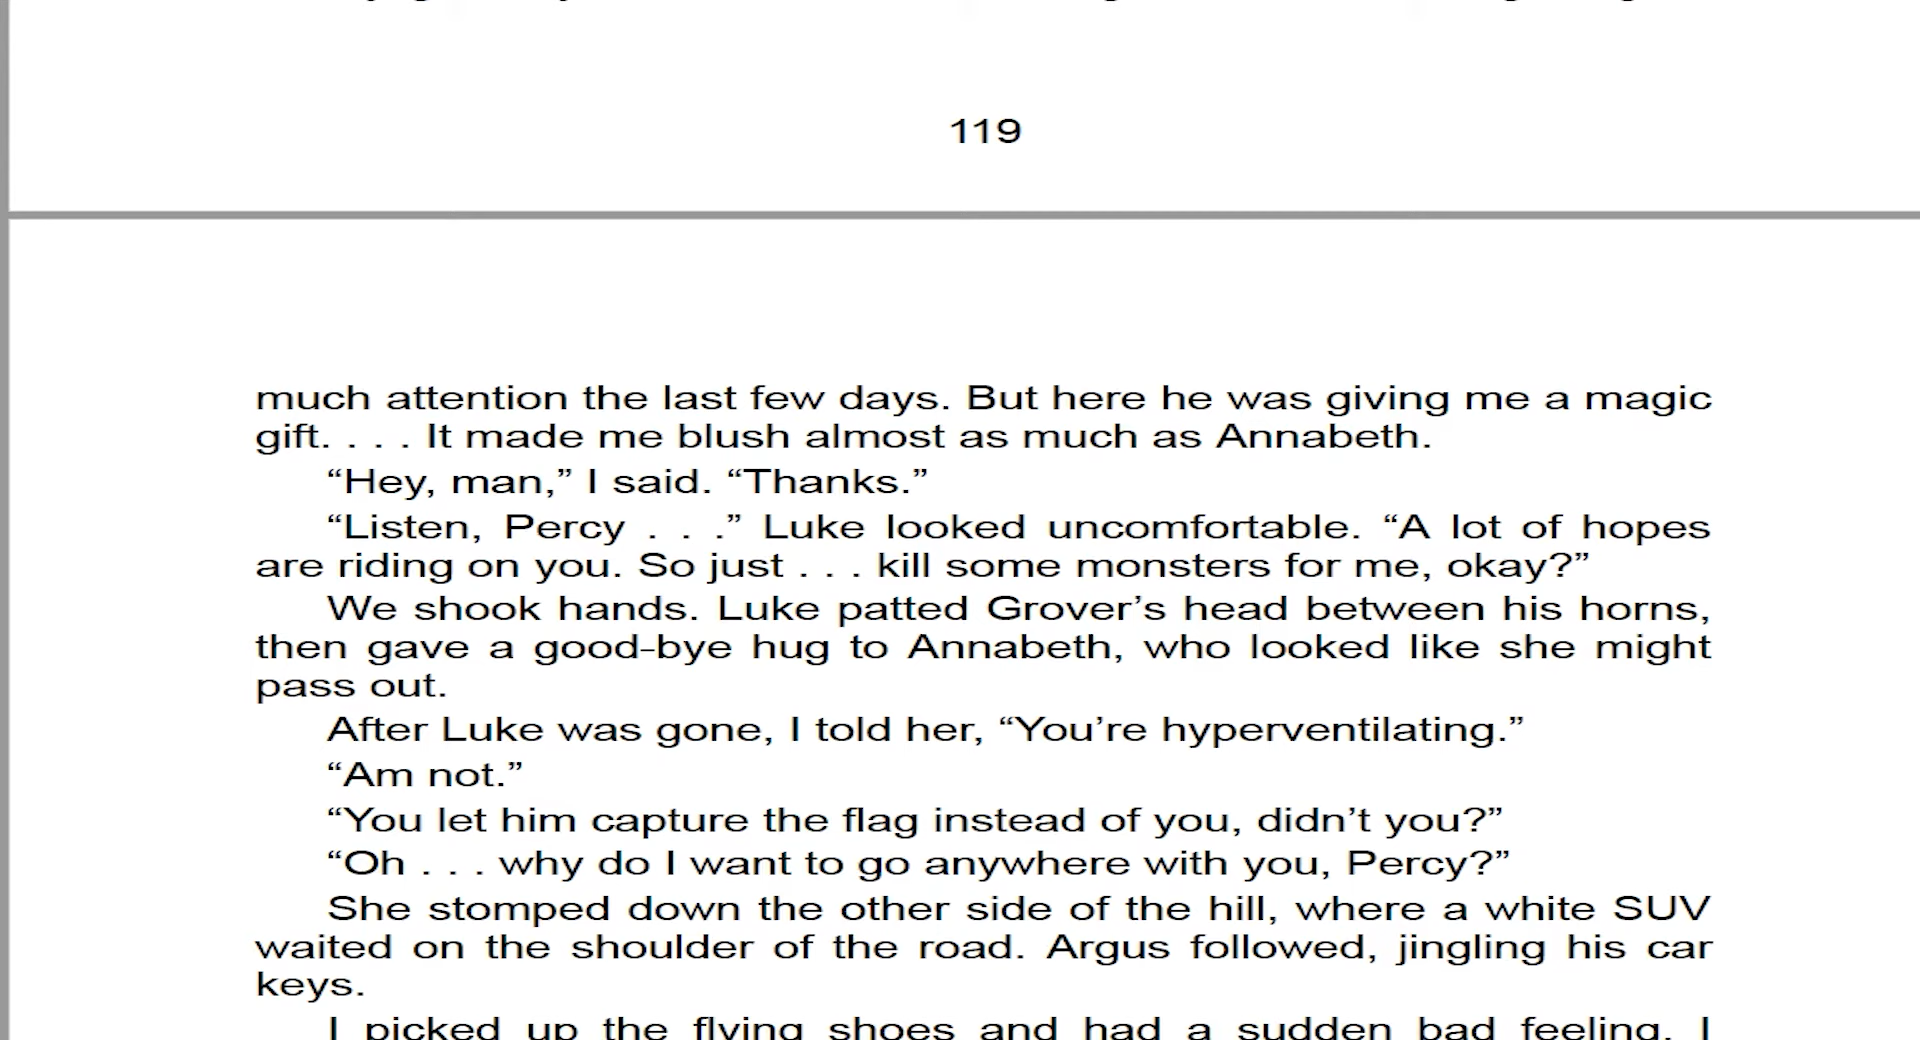 119
much attention the last few days. But here he was giving me a magic
gift. . . . It made me blush almost as much as Annabeth.
“Hey, man,” I said. “Thanks.”
“Listen, Percy . . .” Luke looked uncomfortable. “A lot of hopes
are riding on you. So just . . . kill some monsters for me, okay?”
We shook hands. Luke patted Grover’s head between his horns,
then gave a good-bye hug to Annabeth, who looked like she might
pass out.
After Luke was gone, I told her, “You’re hyperventilating.”
“Am not.”
“You let him capture the flag instead of you, didn’t you?”
“Oh . . . why do I want to go anywhere with you, Percy?”
She stomped down the other side of the hill, where a white SUV
waited on the shoulder of the road. Argus followed, jingling his car
keys.
I picked up the flying shoes and had a sudden bad feeling. I